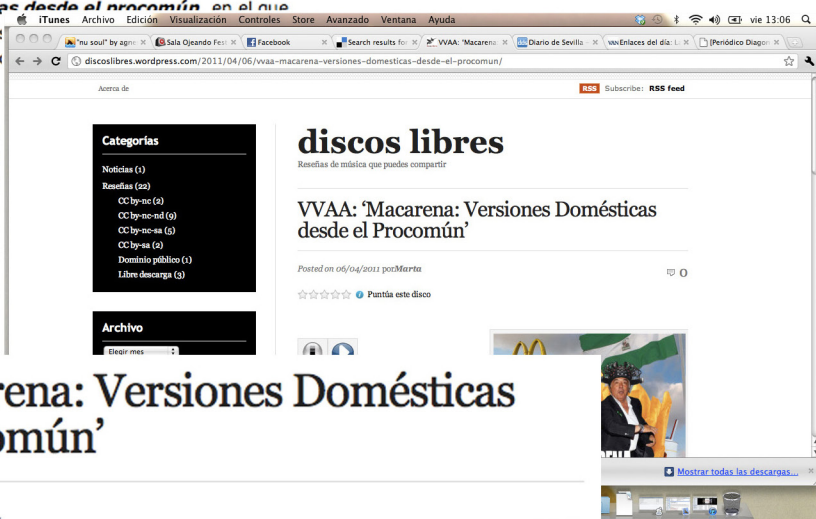 as desde el procomún, en el que
iTunes Archivo Edición Visualización Controles Store Avanzado Ventana Ayuda vie 13:06
"nu soul" by agne
Sala Ojeando Fest
Facebook
Search results for
VVAA: 'Macarena:
Diario de Sevilla
Enlaces del día: L
[Periódico Diagon
discoslibres.wordpress.com/2011/04/06/vvaa-macarena-versiones-domesticas-desde-el-procomun/
Acerca de
RSS Subscribe: RSS feed
Categorías
Noticias (1)
Reseñas (22)
CC by-nc (2)
CC by-nc-nd (9)
CC by-nc-sa (5)
CC by-sa (2)
Dominio público (1)
Libre descarga (3)
Archivo
Elegir mes
discos libres
Reseñas de música que puedes compartir
VVAA: 'Macarena: Versiones Domésticas
desde el Procomún'
Posted on 06/04/2011 porMarta
0
Puntúa este disco
rena: Versiones Domésticas
omún'
Mostrar todas las descargas...